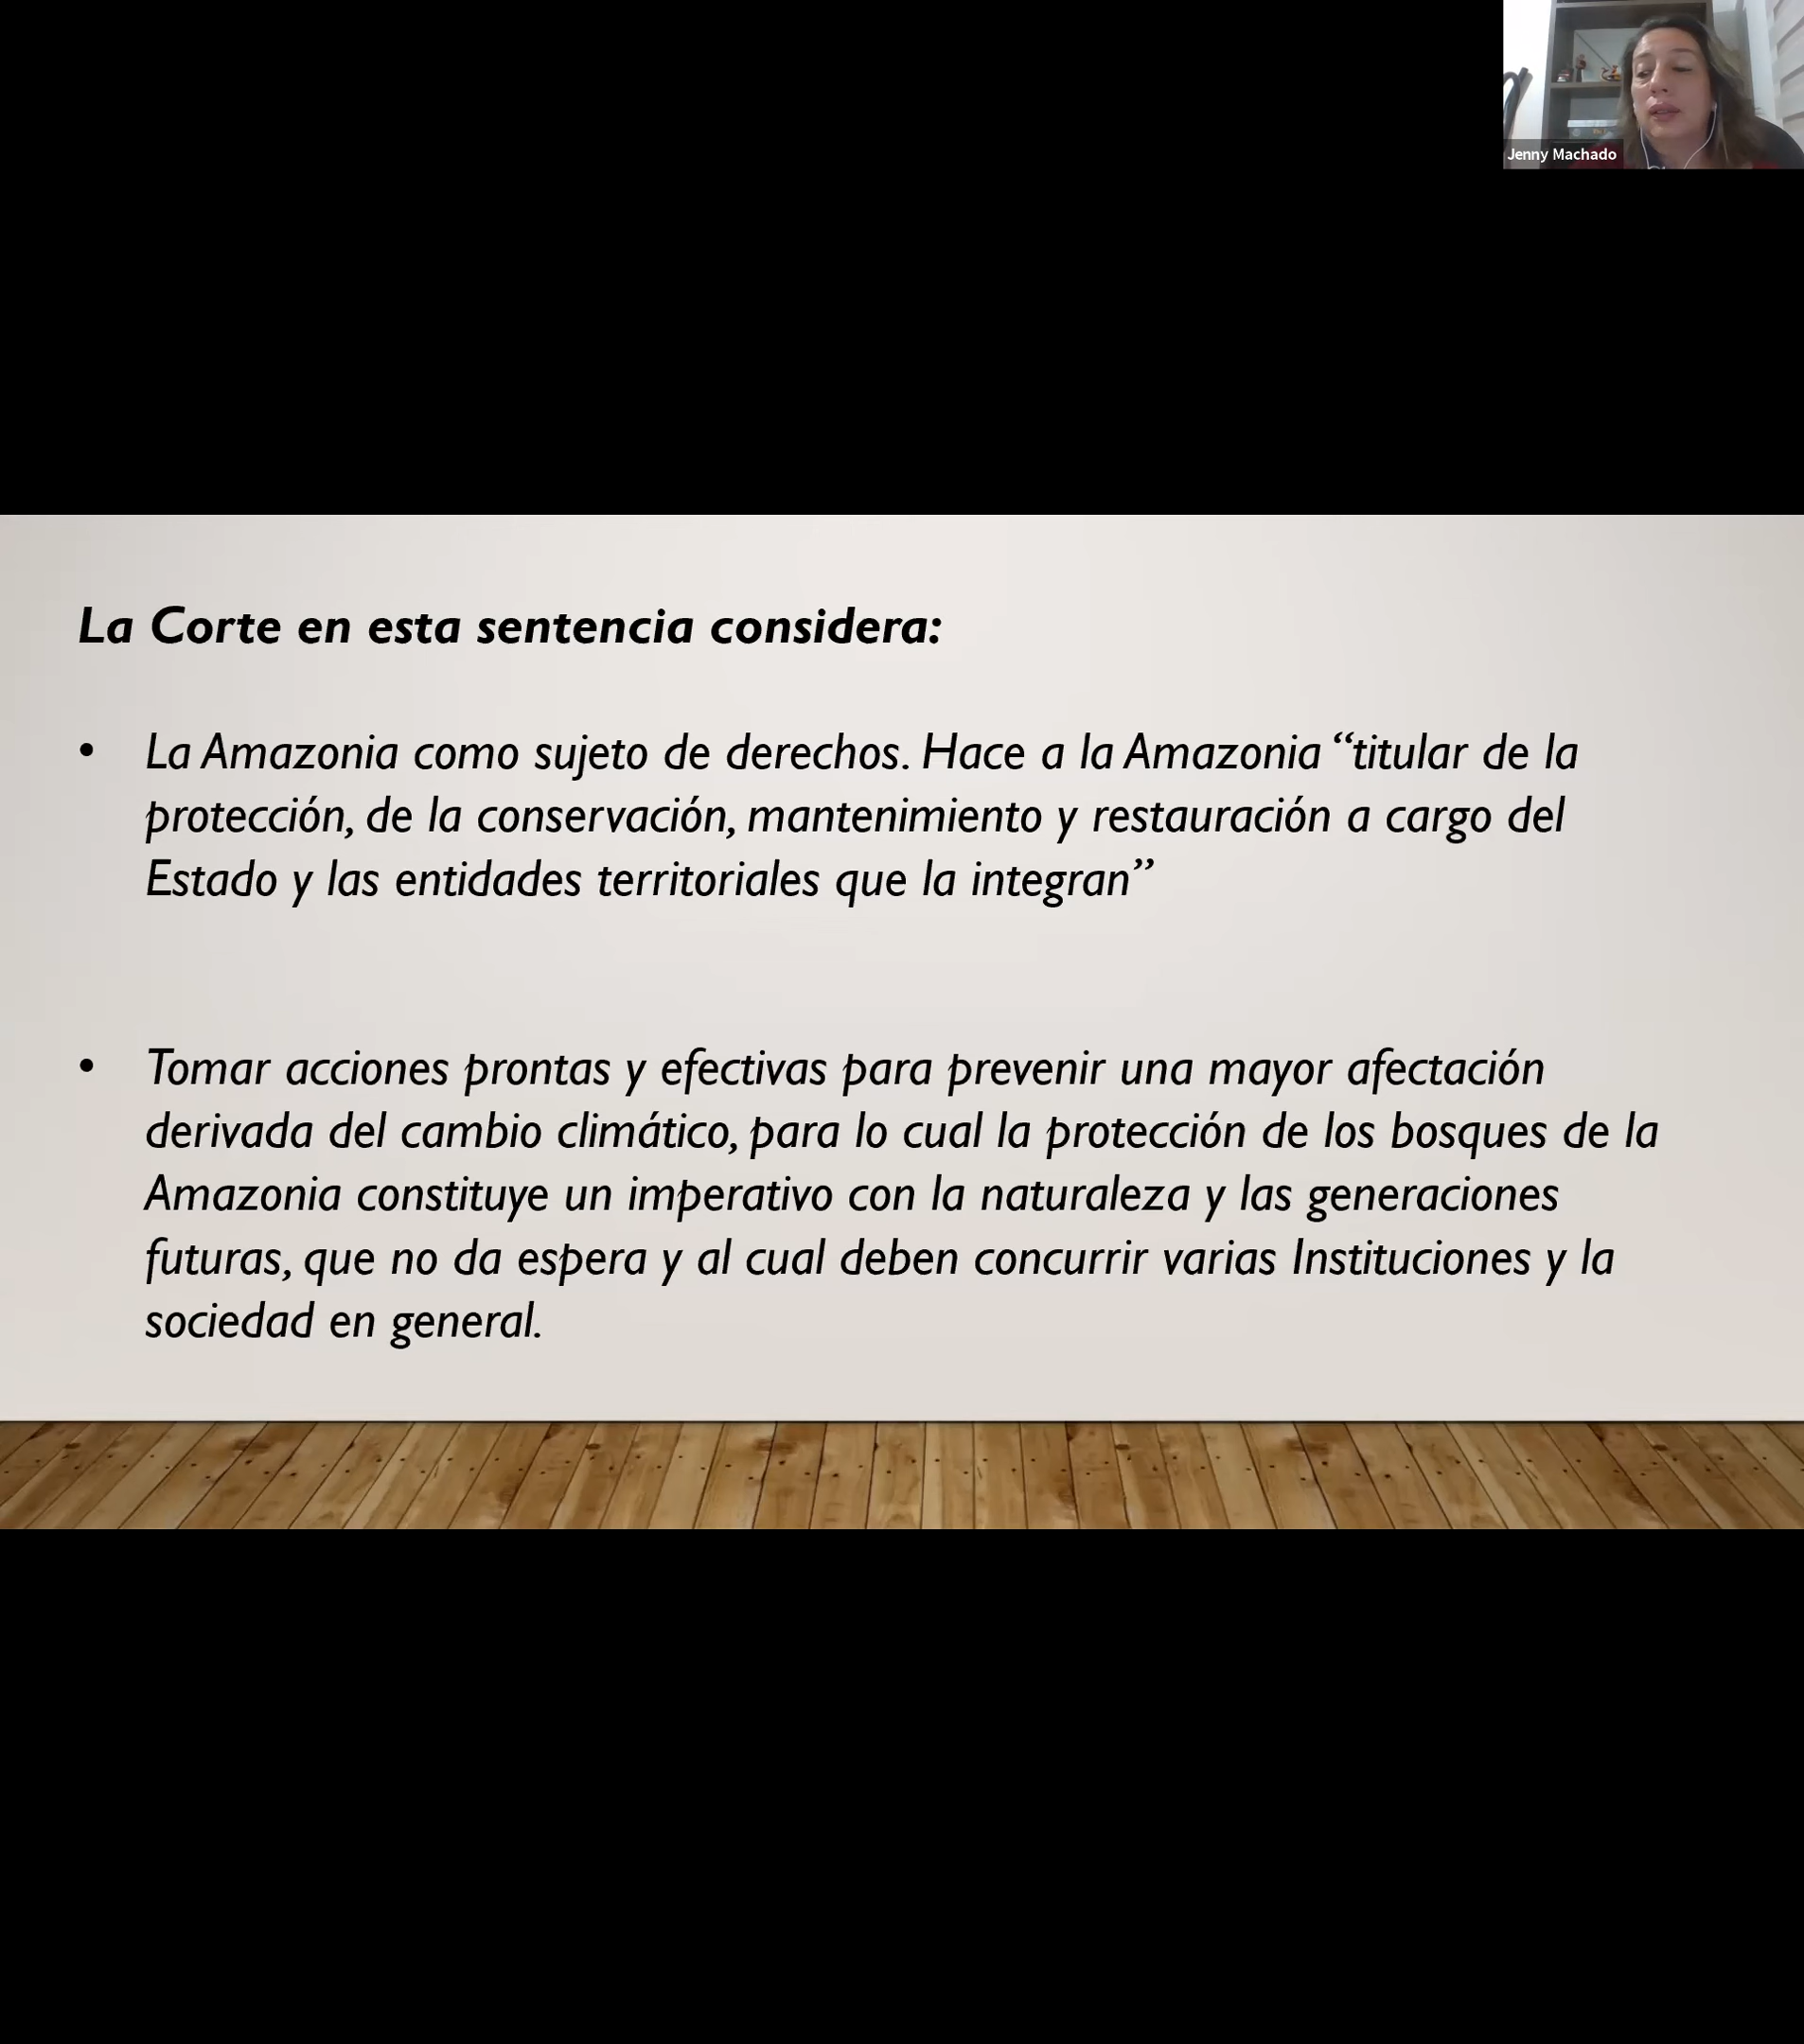 Jenny Machado
La Corte en esta sentencia considera:
• La Amazonia como sujeto de derechos. Hace a la Amazonia “titular de la
protección, de la conservación, mantenimiento y restauración a cargo del
Estado y las entidades territoriales que la integran”
• Tomar acciones prontas y efectivas para prevenir una mayor afectación
derivada del cambio climático, para lo cual la protección de los bosques de la
Amazonia constituye un imperativo con la naturaleza y las generaciones
futuras, que no da espera y al cual deben concurrir varias Instituciones y la
sociedad en general.